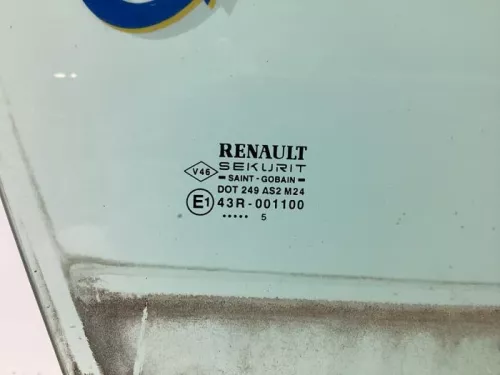 RENAULT
SEKURIT
SAINT - GOBAIN
V46
DOT 249 AS2 M24
E1 43R-001100
..... 5